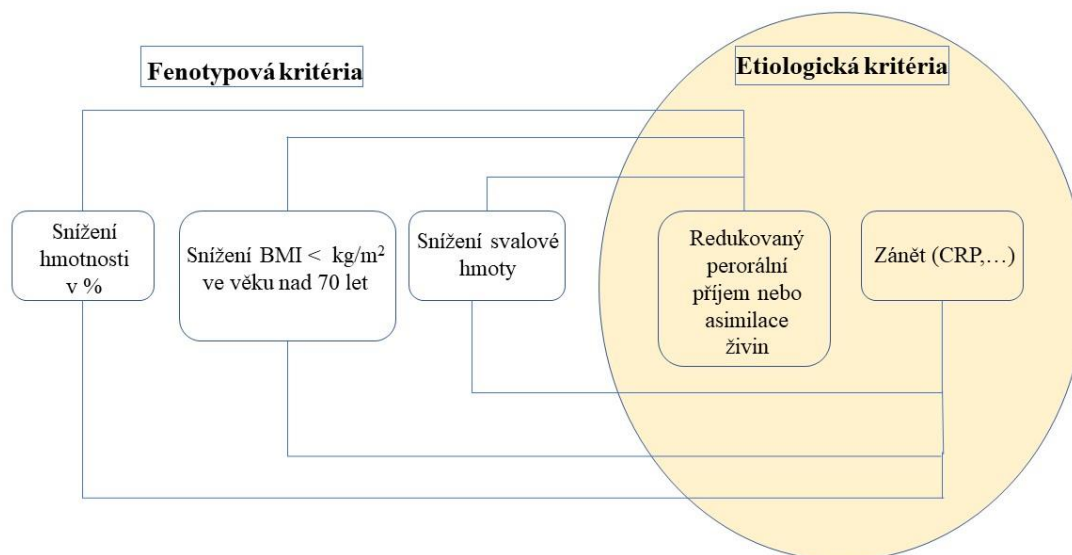 Fenotypová kritéria
Etiologická kritéria
Snížení
hmotnosti
v %
Snížení BMI < kg/m²
ve věku nad 70 let
Snížení svalové
hmoty
Redukovaný
perorální
příjem nebo
asimilace
živin
Zánět (CRP,…)